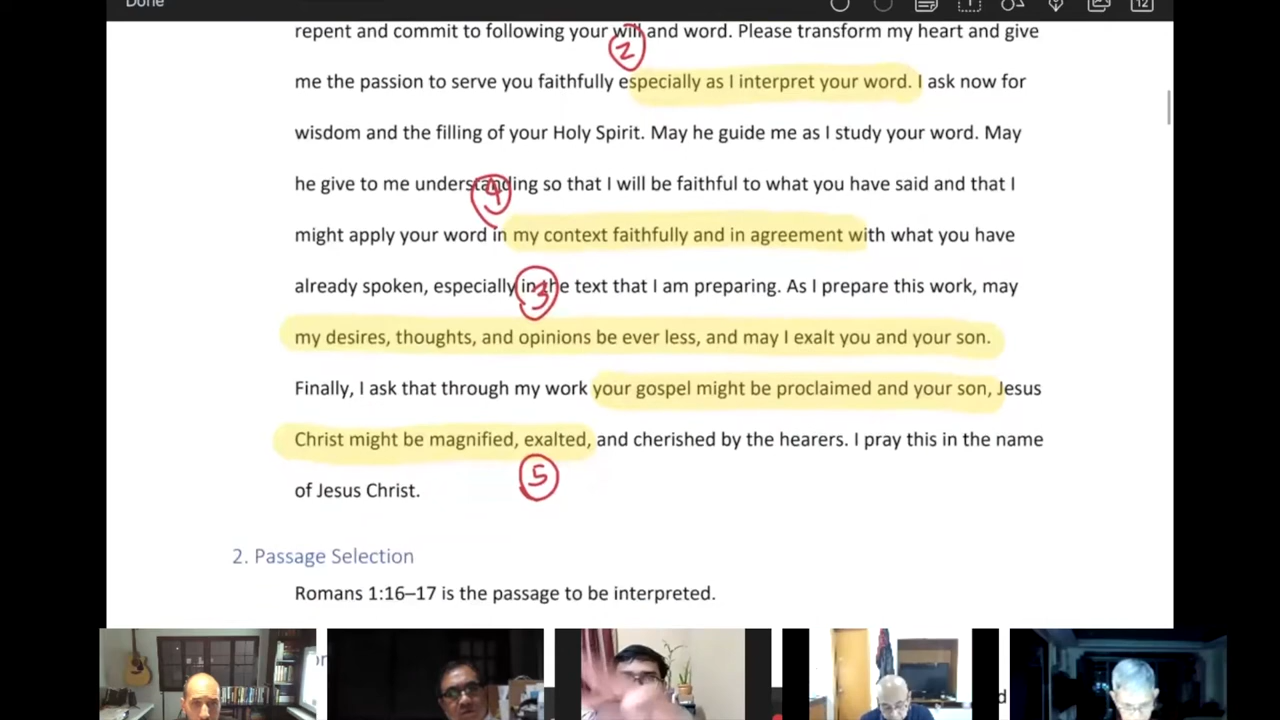 Done
12
repent and commit to following your will and word. Please transform my heart and give
2
me the passion to serve you faithfully especially as I interpret your word. I ask now for
wisdom and the filling of your Holy Spirit. May he guide me as I study your word. May
he give to me understanding so that I will be faithful to what you have said and that I
4
might apply your word in my context faithfully and in agreement with what you have
already spoken, especially in the text that I am preparing. As I prepare this work, may
3
my desires, thoughts, and opinions be ever less, and may I exalt you and your son.
Finally, I ask that through my work your gospel might be proclaimed and your son, Jesus
Christ might be magnified, exalted, and cherished by the hearers. I pray this in the name
5
of Jesus Christ.
2. Passage Selection
Romans 1:16–17 is the passage to be interpreted.